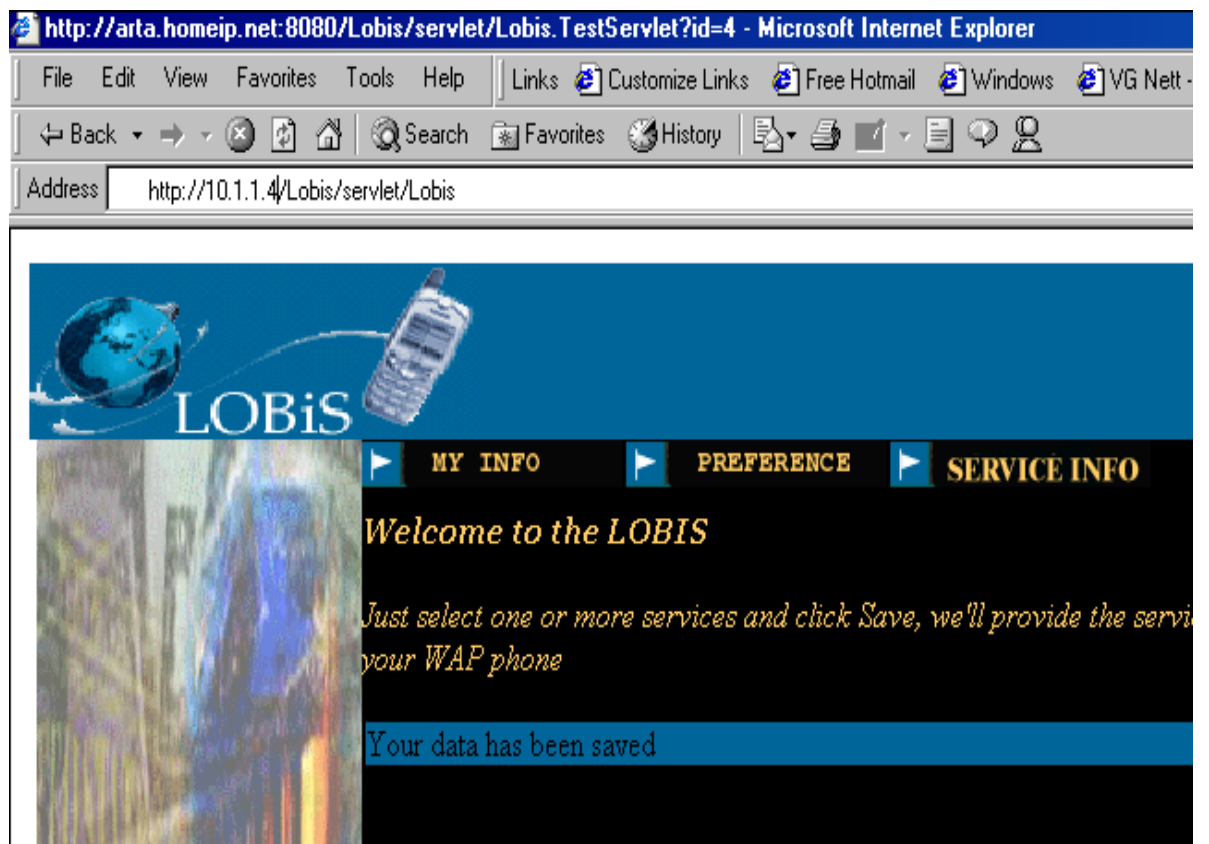 http://arta.homeip.net:8080/Lobis/servlet/Lobis.TestServlet?id=4 - Microsoft Internet Explorer
File Edit View Favorites Tools Help Links Customize Links Free Hotmail Windows VG Nett -
Back Search Favorites History
Address http://10.1.1.4/Lobis/servlet/Lobis
LOBiS
MY INFO PREFERENCE SERVICE INFO
Welcome to the LOBIS
Just select one or more services and click Save, we'll provide the servi
your WAP phone
Your data has been saved